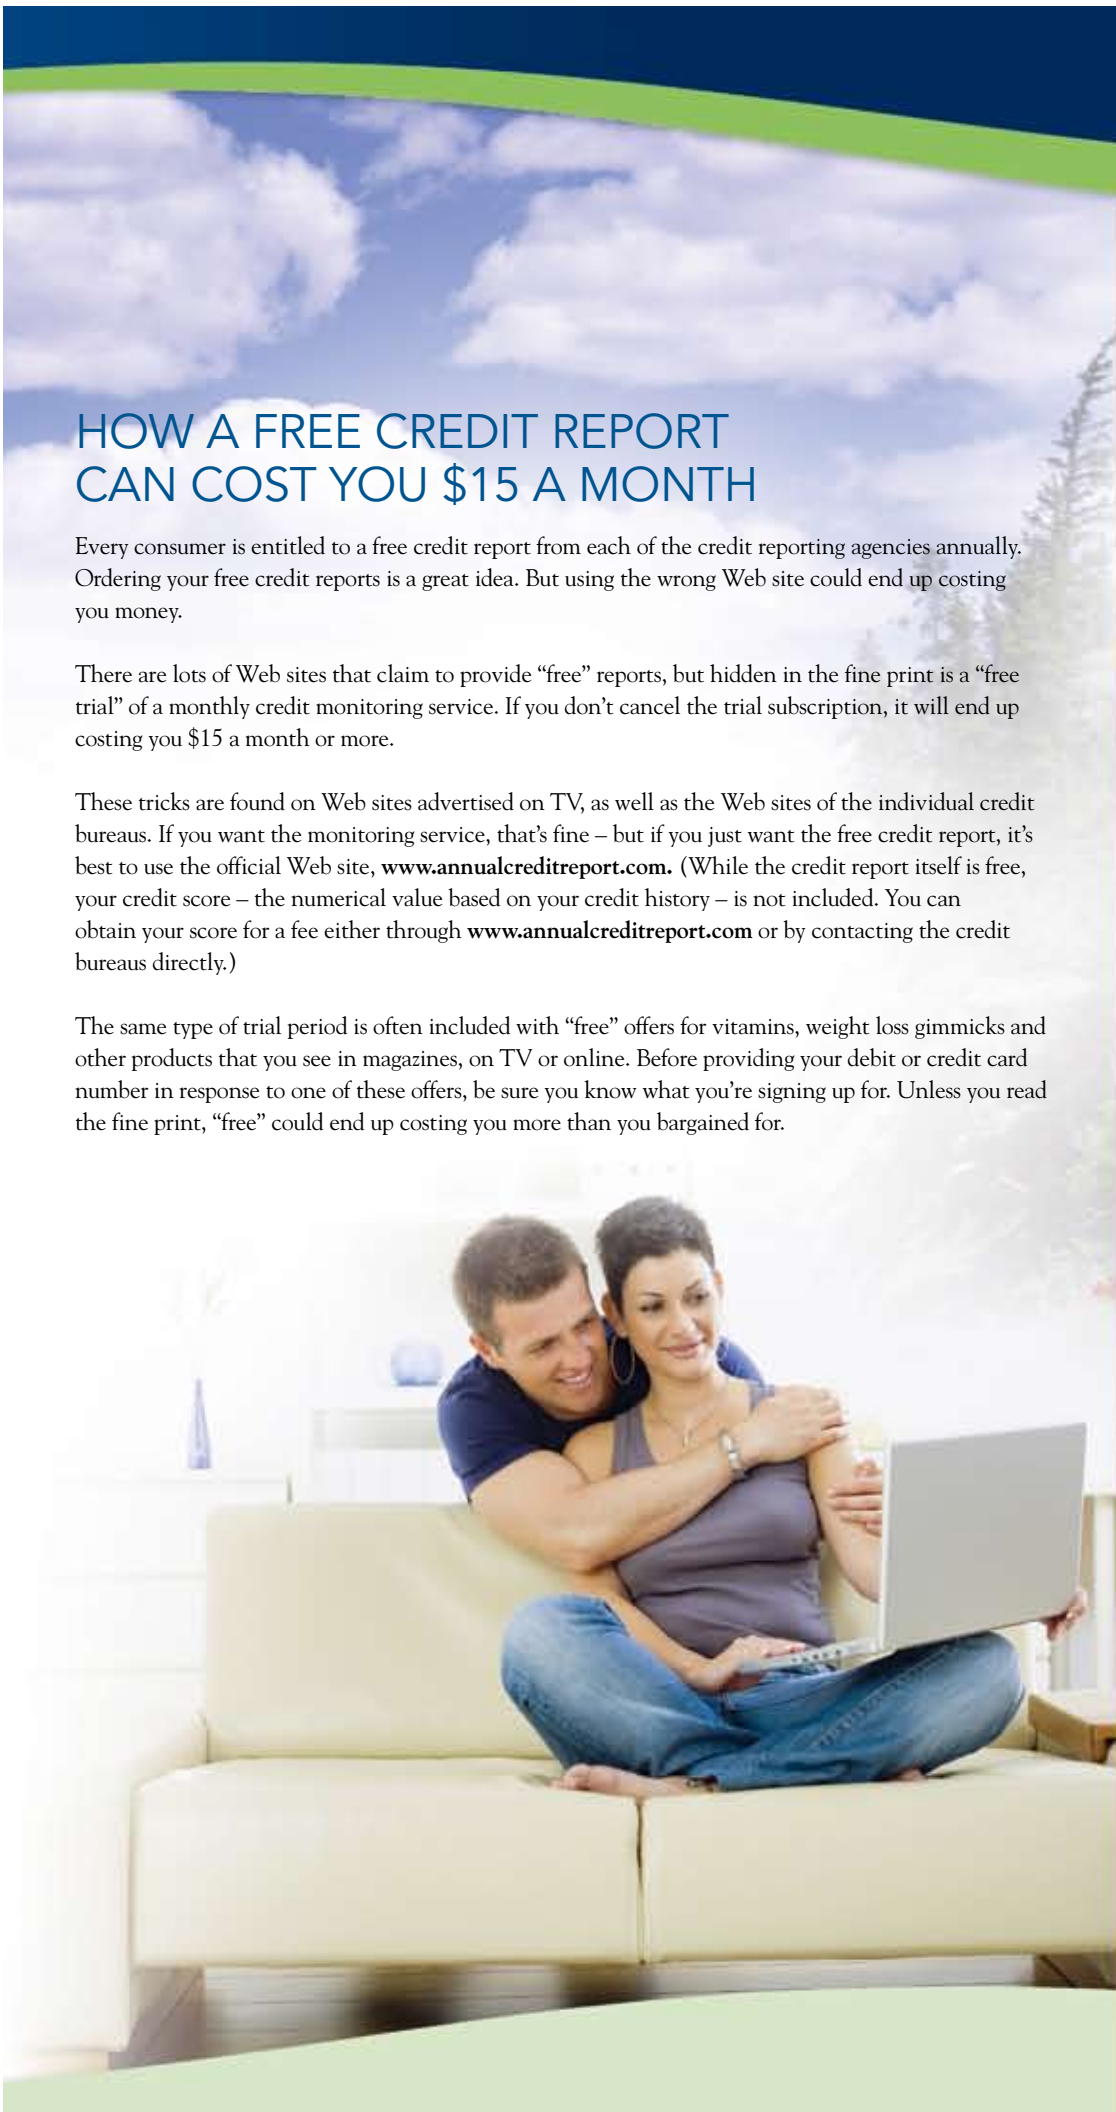 HOW A FREE CREDIT REPORT
CAN COST YOU $15 A MONTH
Every consumer is entitled to a free credit report from each of the credit reporting agencies annually.
Ordering your free credit reports is a great idea. But using the wrong Web site could end up costing
you money.
There are lots of Web sites that claim to provide “free” reports, but hidden in the fine print is a “free
trial” of a monthly credit monitoring service. If you don’t cancel the trial subscription, it will end up
costing you $15 a month or more.
These tricks are found on Web sites advertised on TV, as well as the Web sites of the individual credit
bureaus. If you want the monitoring service, that’s fine – but if you just want the free credit report, it’s
best to use the official Web site, www.annualcreditreport.com. (While the credit report itself is free,
your credit score – the numerical value based on your credit history – is not included. You can
obtain your score for a fee either through www.annualcreditreport.com or by contacting the credit
bureaus directly.)
The same type of trial period is often included with “free” offers for vitamins, weight loss gimmicks and
other products that you see in magazines, on TV or online. Before providing your debit or credit card
number in response to one of these offers, be sure you know what you’re signing up for. Unless you read
the fine print, “free” could end up costing you more than you bargained for.